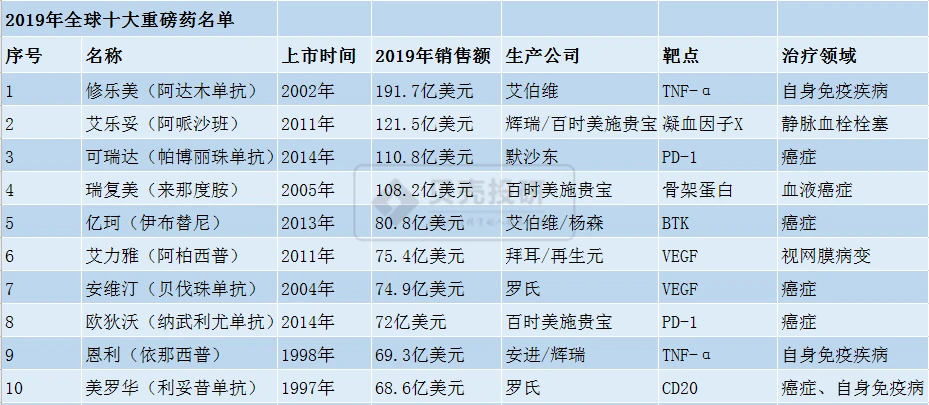 2019年全球十大重磅药名单
序号 名称 上市时间 2019年销售额 生产公司 靶点 治疗领域
1 修乐美（阿达木单抗） 2002年 191.7亿美元 艾伯维 TNF-α 自身免疫疾病
2 艾乐妥（阿哌沙班） 2011年 121.5亿美元 辉瑞/百时美施贵宝 凝血因子X 静脉血栓栓塞
3 可瑞达（帕博丽珠单抗） 2014年 110.8亿美元 默沙东 PD-1 癌症
4 瑞复美（来那度胺） 2005年 108.2亿美元 百时美施贵宝 骨架蛋白 血液癌症
5 亿珂（伊布替尼） 2013年 80.8亿美元 艾伯维/杨森 BTK 癌症
6 艾力雅（阿柏西普） 2011年 75.4亿美元 拜耳/再生元 VEGF 视网膜病变
7 安维汀（贝伐珠单抗） 2004年 74.9亿美元 罗氏 VEGF 癌症
8 欧狄沃（纳武利尤单抗） 2014年 72亿美元 百时美施贵宝 PD-1 癌症
9 恩利（依那西普） 1998年 69.3亿美元 安进/辉瑞 TNF-α 自身免疫疾病
10 美罗华（利妥昔单抗） 1997年 68.6亿美元 罗氏 CD20 癌症、自身免疫病
贝壳投研